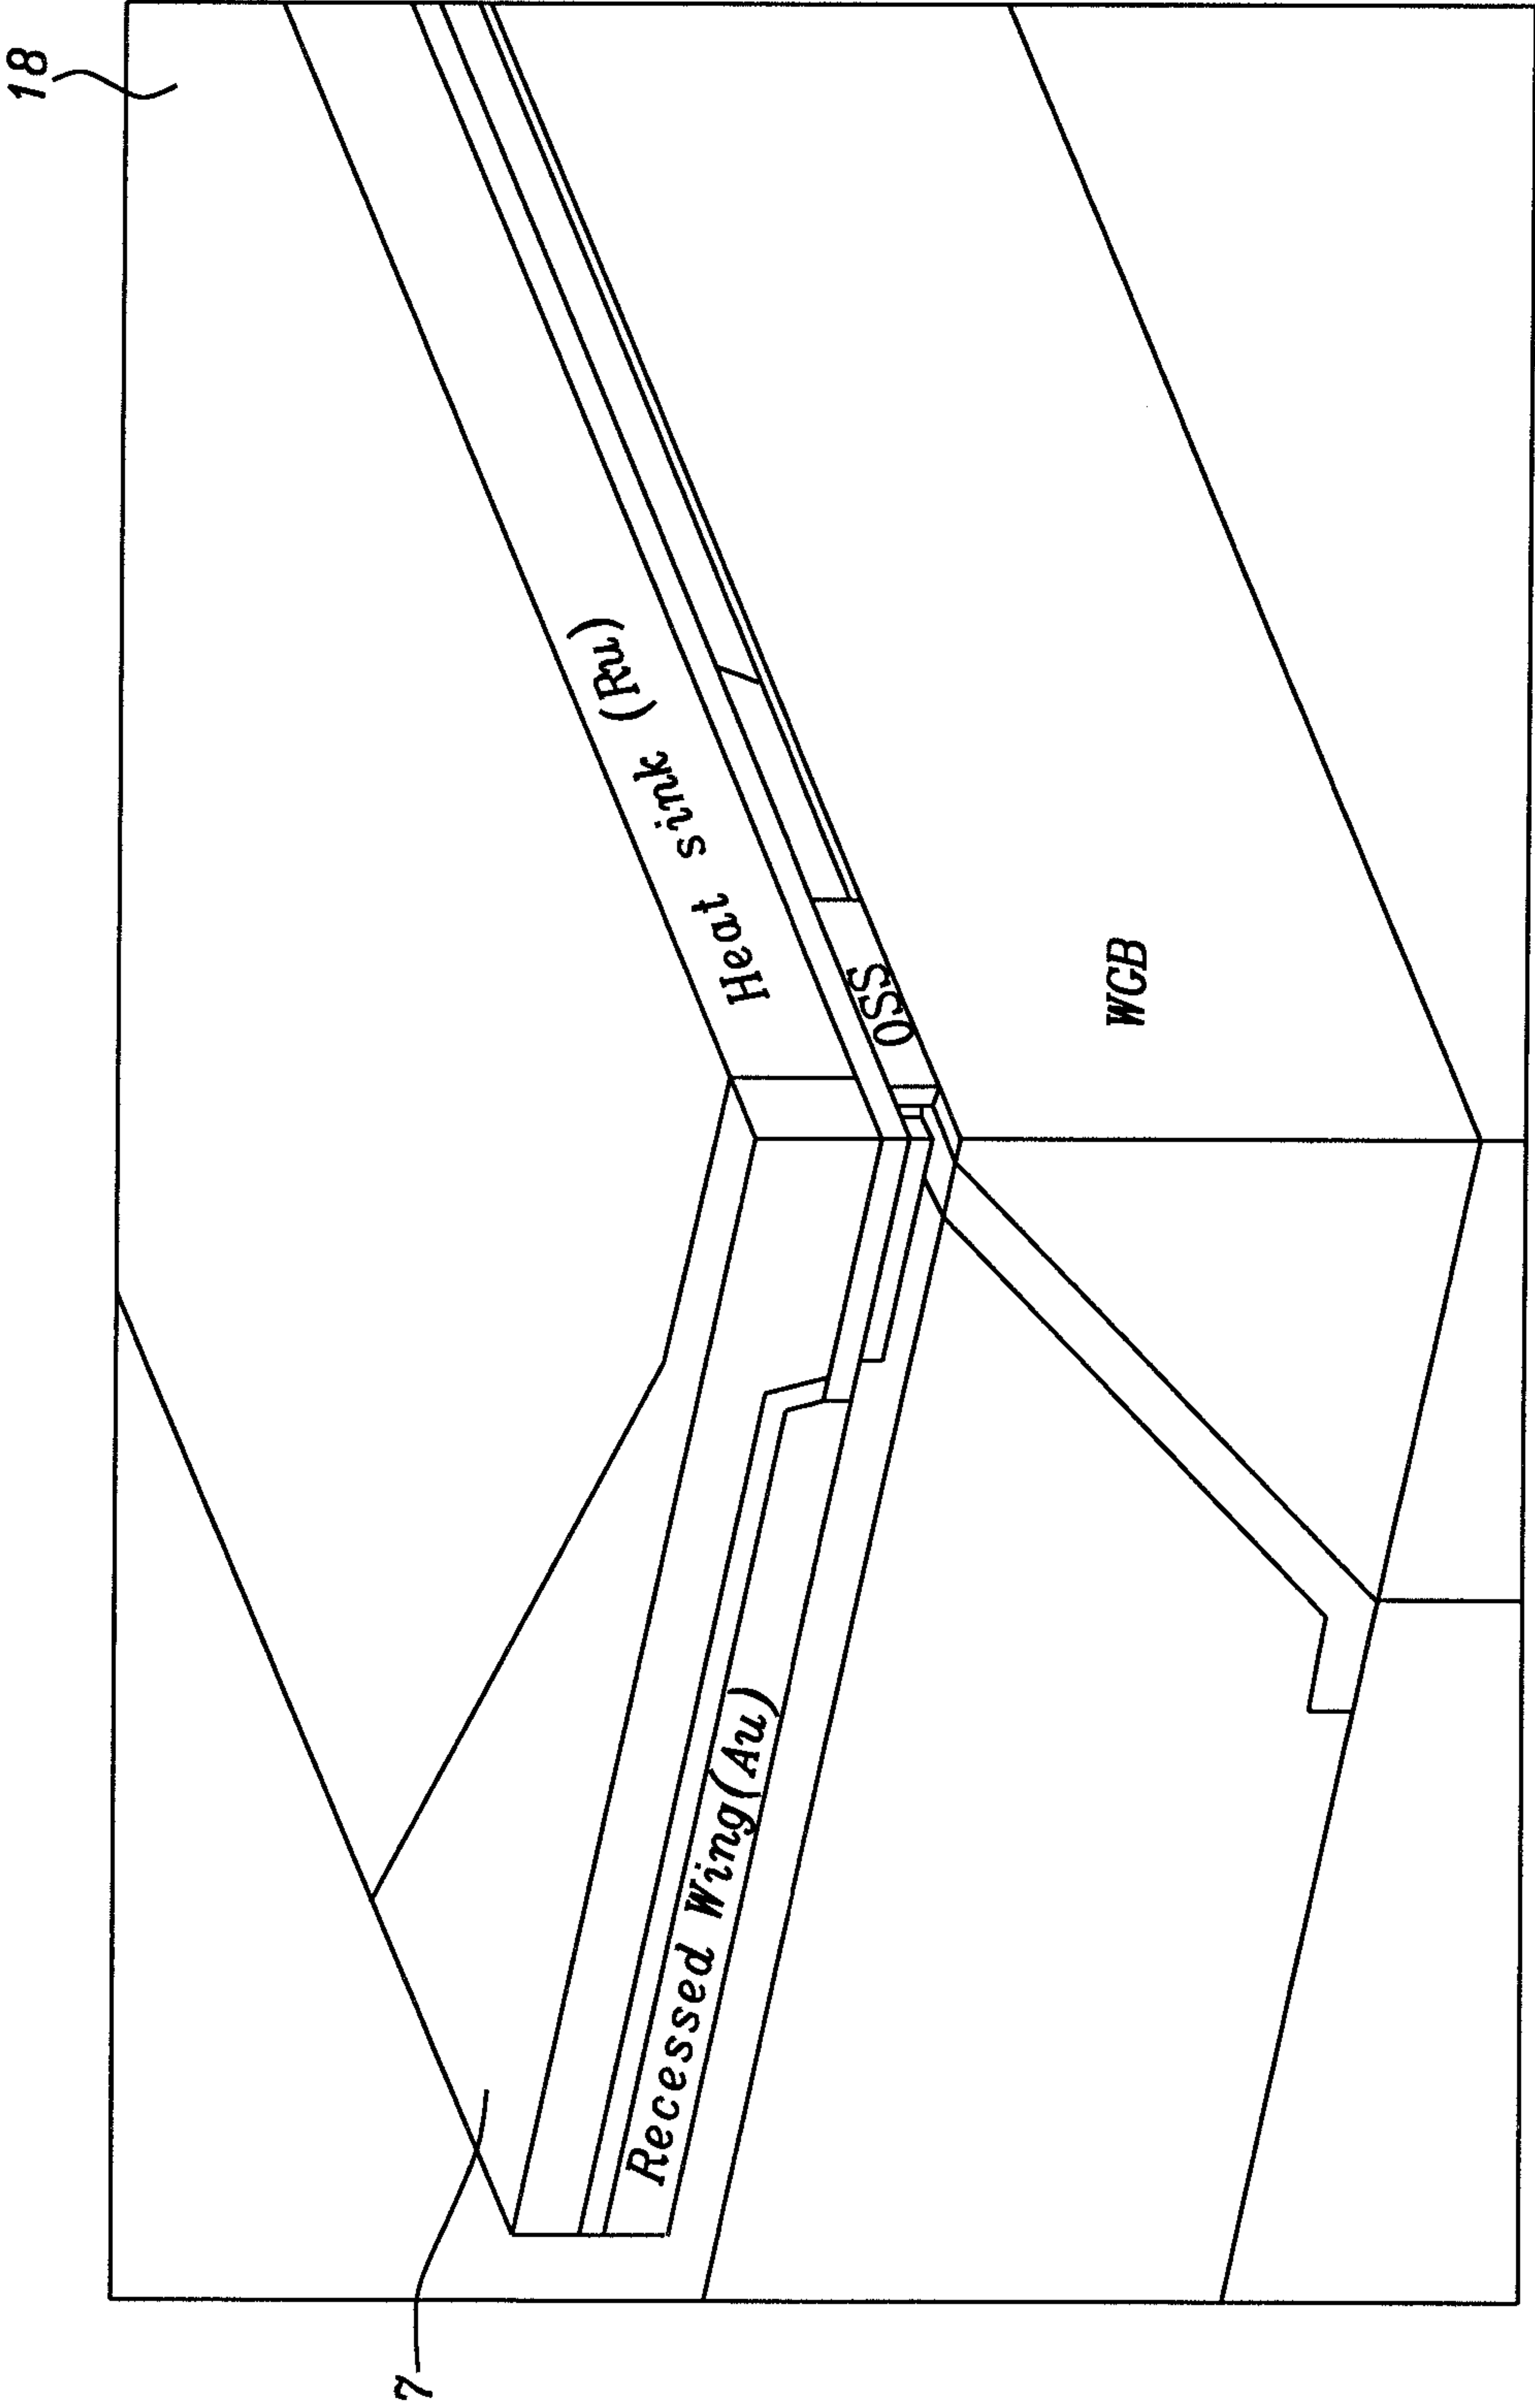 18
Heat sink (Ru)
OSS
WGB
Recessed Wing(Au)
7